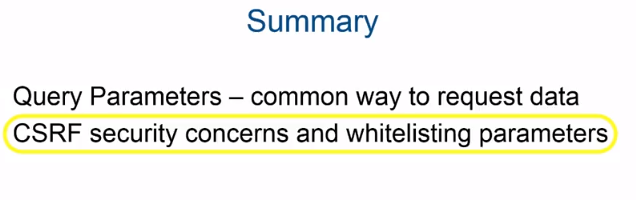 Summary
Query Parameters – common way to request data
CSRF security concerns and whitelisting parameters